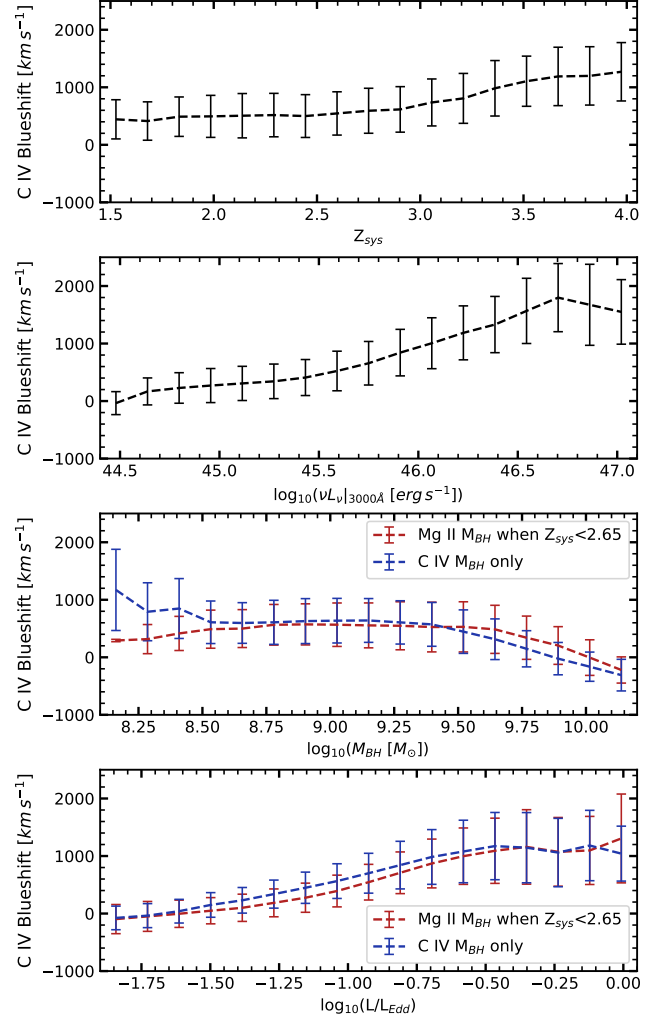 2000
1000
0
−1000
C IV Blueshift [km s⁻¹]
1.5 2.0 2.5 3.0 3.5 4.0
Z_sys
2000
1000
0
−1000
C IV Blueshift [km s⁻¹]
44.5 45.0 45.5 46.0 46.5 47.0
log₁₀(νL_ν|₃₀₀₀Å [erg s⁻¹])
2000
1000
0
−1000
C IV Blueshift [km s⁻¹]
Mg II M_BH when Z_sys<2.65
C IV M_BH only
8.25 8.50 8.75 9.00 9.25 9.50 9.75 10.00
log₁₀(M_BH [M_⊙])
2000
1000
0
−1000
C IV Blueshift [km s⁻¹]
Mg II M_BH when Z_sys<2.65
C IV M_BH only
−1.75 −1.50 −1.25 −1.00 −0.75 −0.50 −0.25 0.00
log₁₀(L/L_Edd)